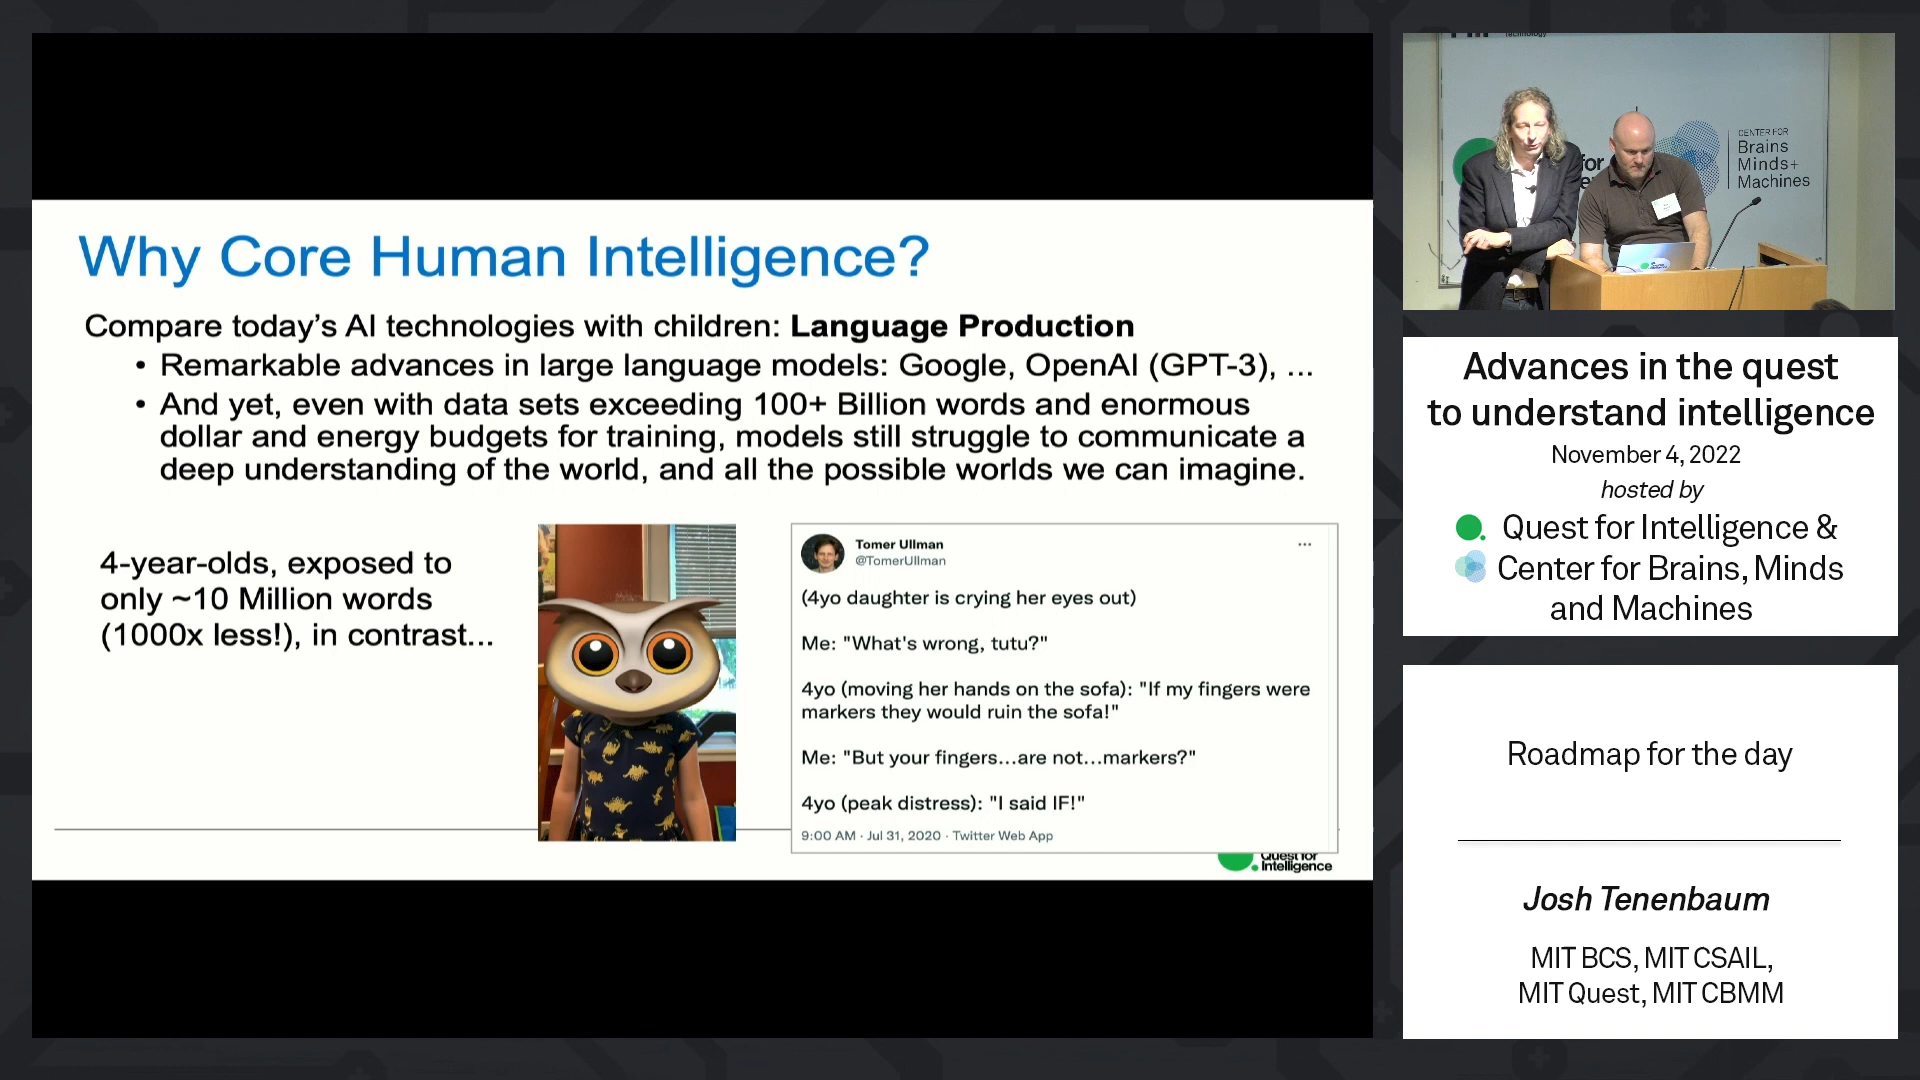 Why Core Human Intelligence?
Compare today's AI technologies with children: Language Production
• Remarkable advances in large language models: Google, OpenAI (GPT-3), ...
• And yet, even with data sets exceeding 100+ Billion words and enormous
dollar and energy budgets for training, models still struggle to communicate a
deep understanding of the world, and all the possible worlds we can imagine.
4-year-olds, exposed to
only ~10 Million words
(1000x less!), in contrast...
Tomer Ullman
@TomerUllman
(4yo daughter is crying her eyes out)
Me: "What's wrong, tutu?"
4yo (moving her hands on the sofa): "If my fingers were
markers they would ruin the sofa!"
Me: "But your fingers...are not...markers?"
4yo (peak distress): "I said IF!"
9:00 AM · Jul 31, 2020 · Twitter Web App
Quest for
Intelligence
Technology
for
CENTER FOR
Brains
Minds+
Machines
Advances in the quest
to understand intelligence
November 4, 2022
hosted by
Quest for Intelligence &
Center for Brains, Minds
and Machines
Roadmap for the day
Josh Tenenbaum
MIT BCS, MIT CSAIL,
MIT Quest, MIT CBMM